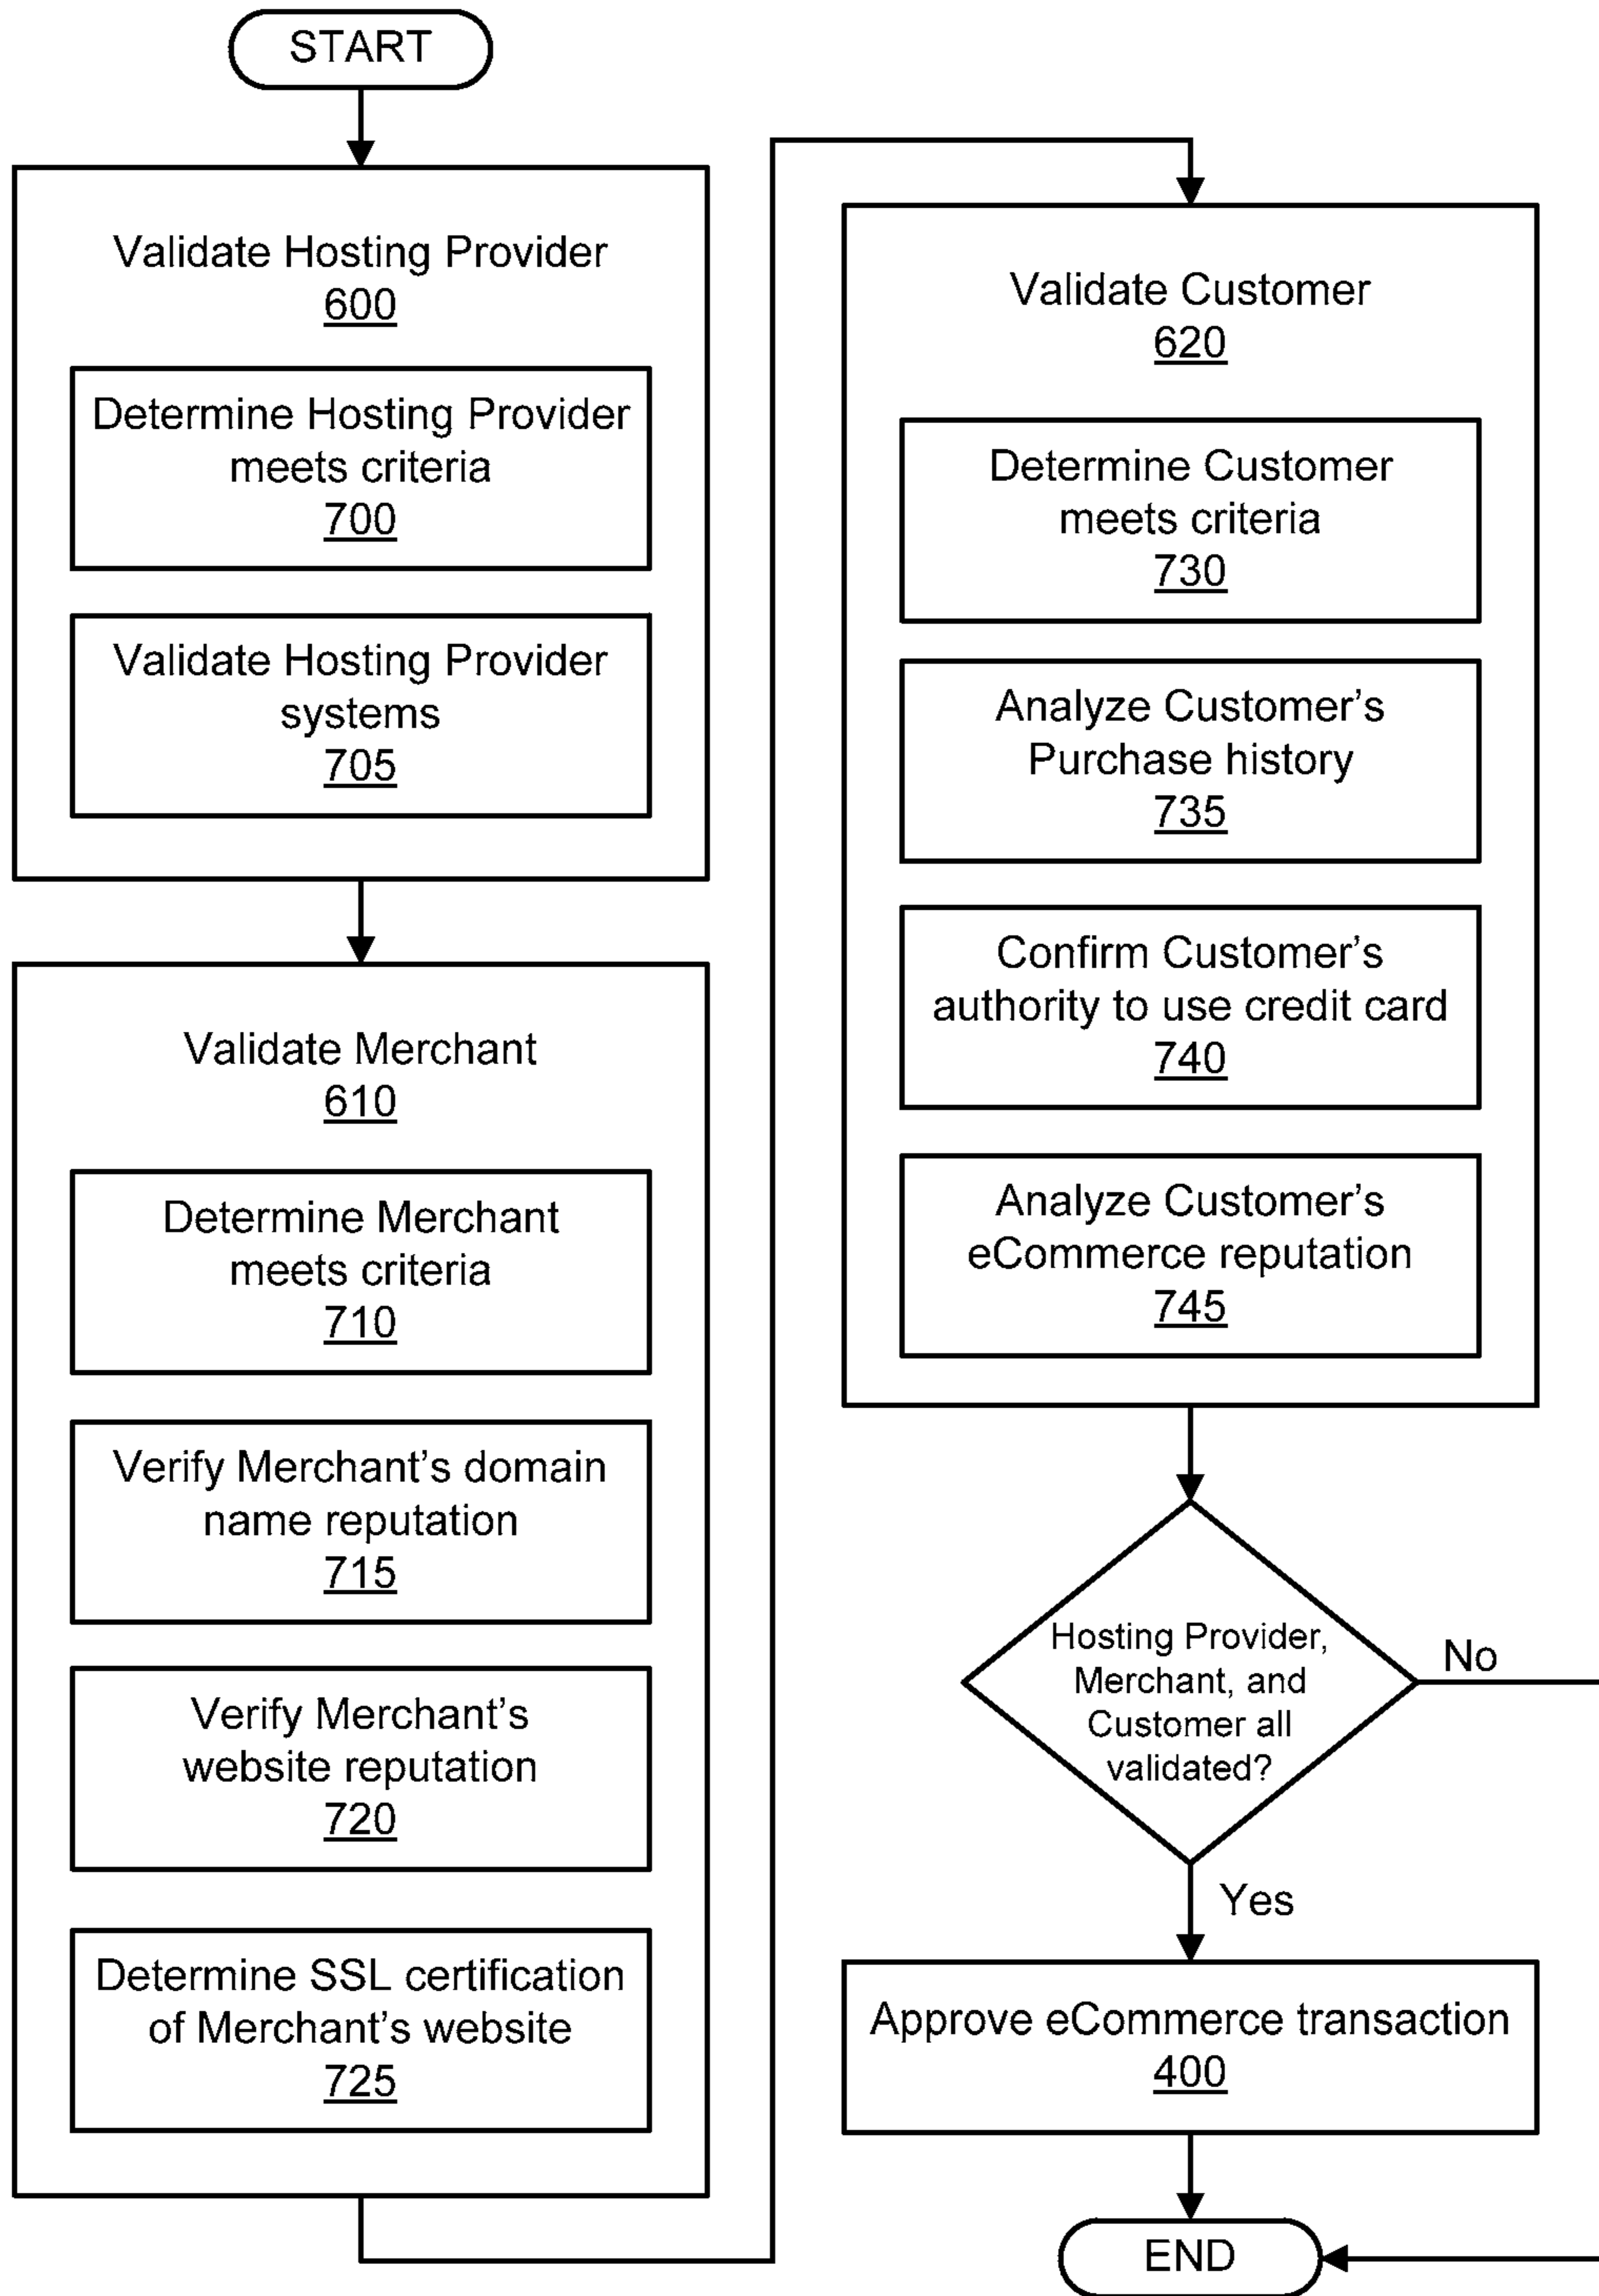 START
Validate Hosting Provider
600
Determine Hosting Provider
meets criteria
700
Validate Hosting Provider
systems
705
Validate Merchant
610
Determine Merchant
meets criteria
710
Verify Merchant’s domain
name reputation
715
Verify Merchant’s
website reputation
720
Determine SSL certification
of Merchant’s website
725
Validate Customer
620
Determine Customer
meets criteria
730
Analyze Customer’s
Purchase history
735
Confirm Customer’s
authority to use credit card
740
Analyze Customer’s
eCommerce reputation
745
Hosting Provider,
Merchant, and
Customer all
validated?
No
Yes
Approve eCommerce transaction
400
END